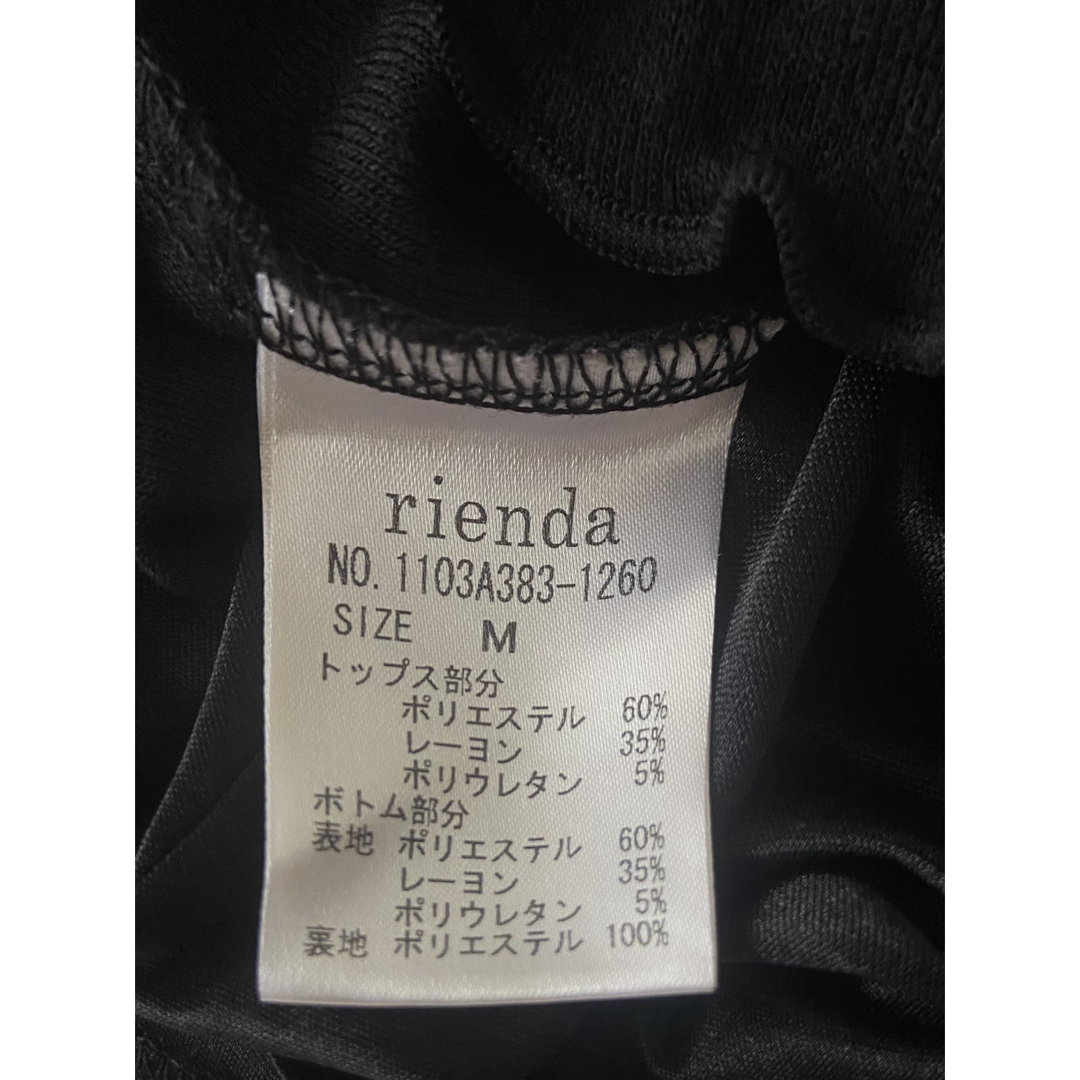 rienda
NO. 1103A383-1260
SIZE M
トップス部分
ポリエステル 60%
レーヨン 35%
ポリウレタン 5%
ボトム部分
表地 ポリエステル 60%
レーヨン 35%
ポリウレタン 5%
裏地 ポリエステル 100%